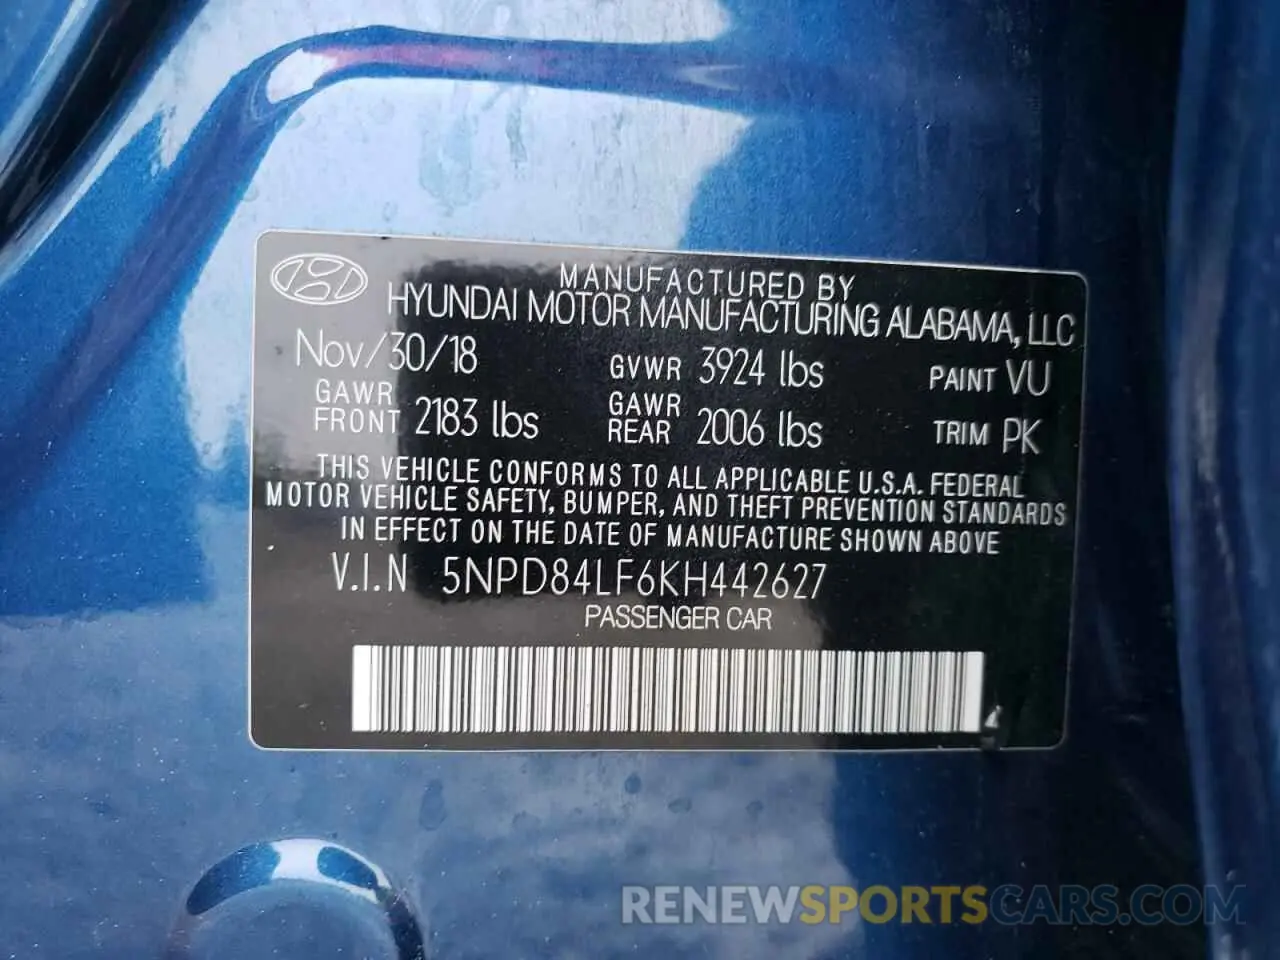 MANUFACTURED BY
HYUNDAI MOTOR MANUFACTURING ALABAMA, LLC
Nov/30/18 GVWR 3924 lbs PAINT VU
GAWR FRONT 2183 lbs GAWR REAR 2006 lbs TRIM PK
THIS VEHICLE CONFORMS TO ALL APPLICABLE U.S.A. FEDERAL
MOTOR VEHICLE SAFETY, BUMPER, AND THEFT PREVENTION STANDARDS
IN EFFECT ON THE DATE OF MANUFACTURE SHOWN ABOVE
V.I.N 5NPD84LF6KH442627
PASSENGER CAR
RENEWSPORTSCARS.COM